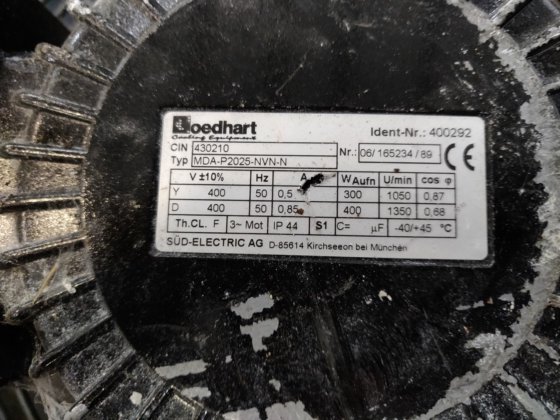 Goedhart
Cooling Equipment
Ident-Nr.: 400292
CIN 430210
Typ MDA-P2025-NVN-N Nr.: 06/ 165234 / 89 CE
V ±10% Hz A W Aufn U/min cos φ
Y 400 50 0,5 300 1050 0,87
D 400 50 0,85 400 1350 0,68
Th.CL. F 3~ Mot IP 44 S1 C= µF -40/+45 °C
SÜD-ELECTRIC AG D-85614 Kirchseeon bei München